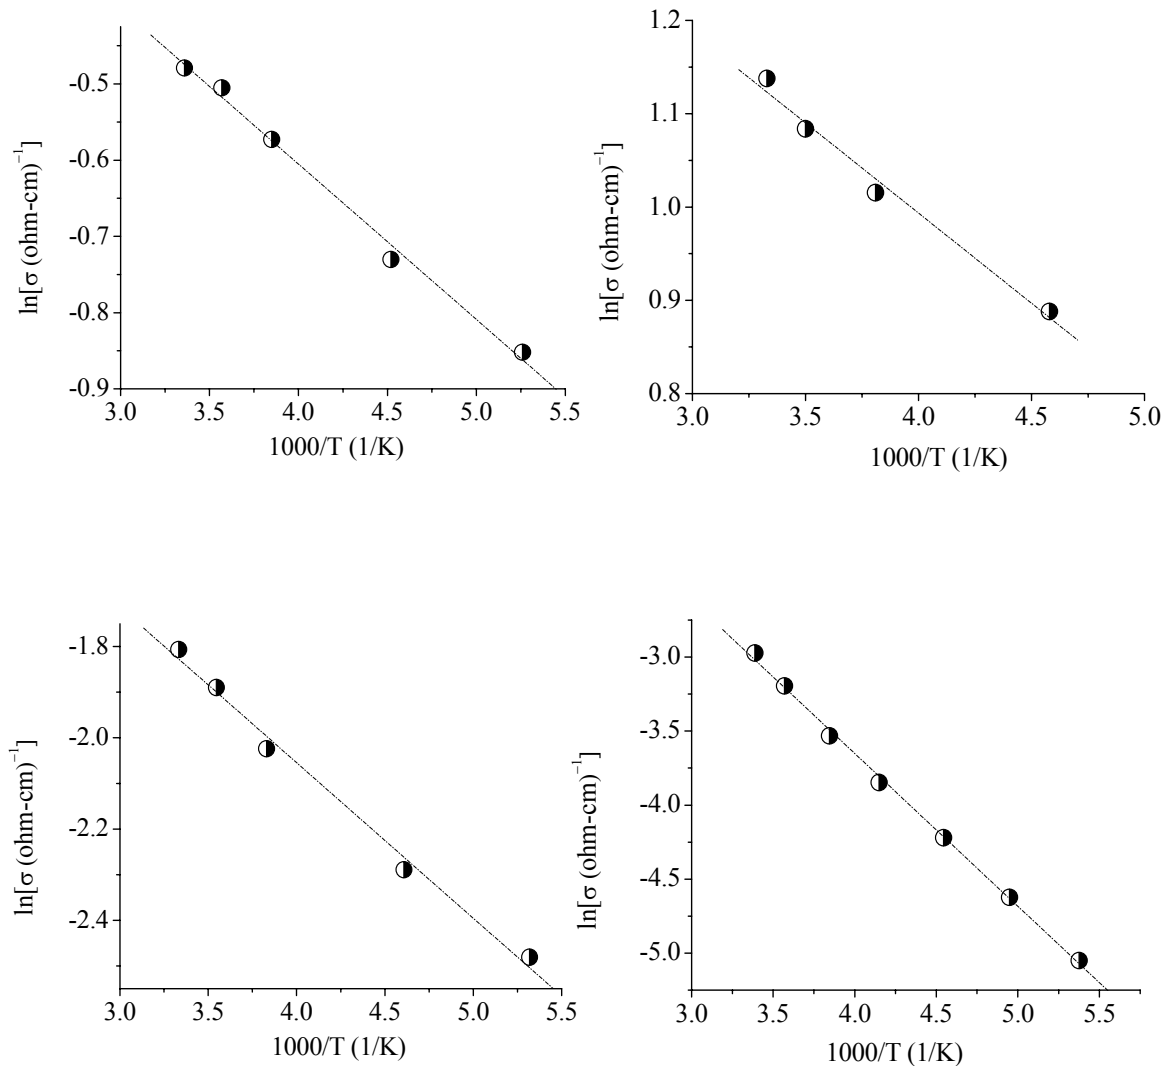 -0.5
-0.6
-0.7
-0.8
-0.9
3.0 3.5 4.0 4.5 5.0 5.5
ln[σ (ohm-cm)⁻¹]
1000/T (1/K)
1.2
1.1
1.0
0.9
0.8
3.0 3.5 4.0 4.5 5.0
ln[σ (ohm-cm)⁻¹]
1000/T (1/K)
-1.8
-2.0
-2.2
-2.4
3.0 3.5 4.0 4.5 5.0 5.5
ln[σ (ohm-cm)⁻¹]
1000/T (1/K)
-3.0
-3.5
-4.0
-4.5
-5.0
3.0 3.5 4.0 4.5 5.0 5.5
ln[σ (ohm-cm)⁻¹]
1000/T (1/K)